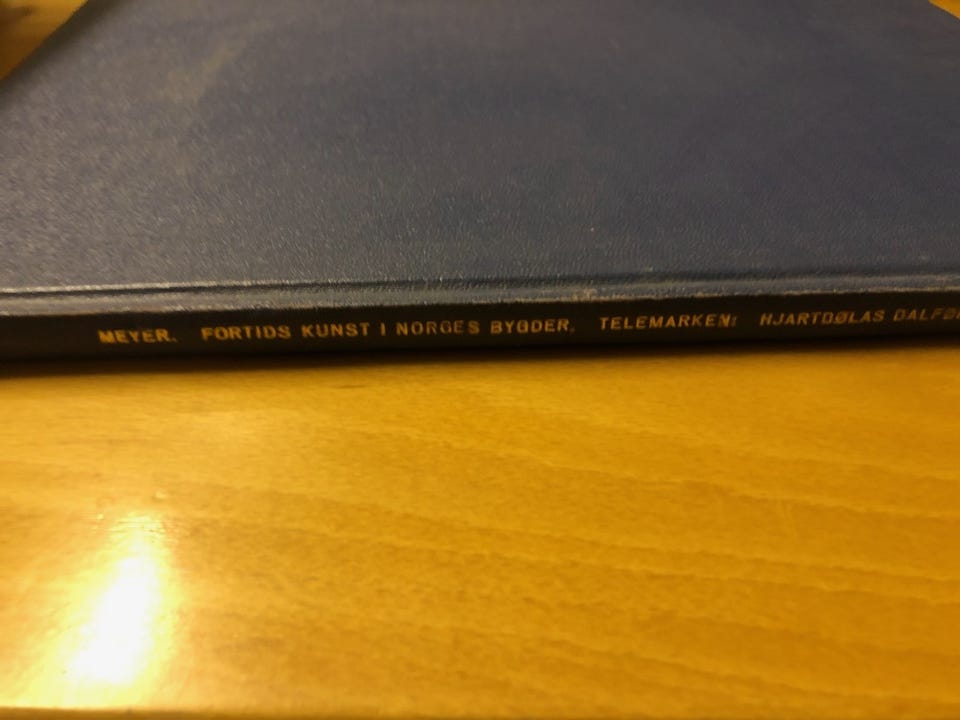 MEYER. FORTIDS KUNST I NORGES BYGDER. TELEMARKEN: HJARTDØLAS